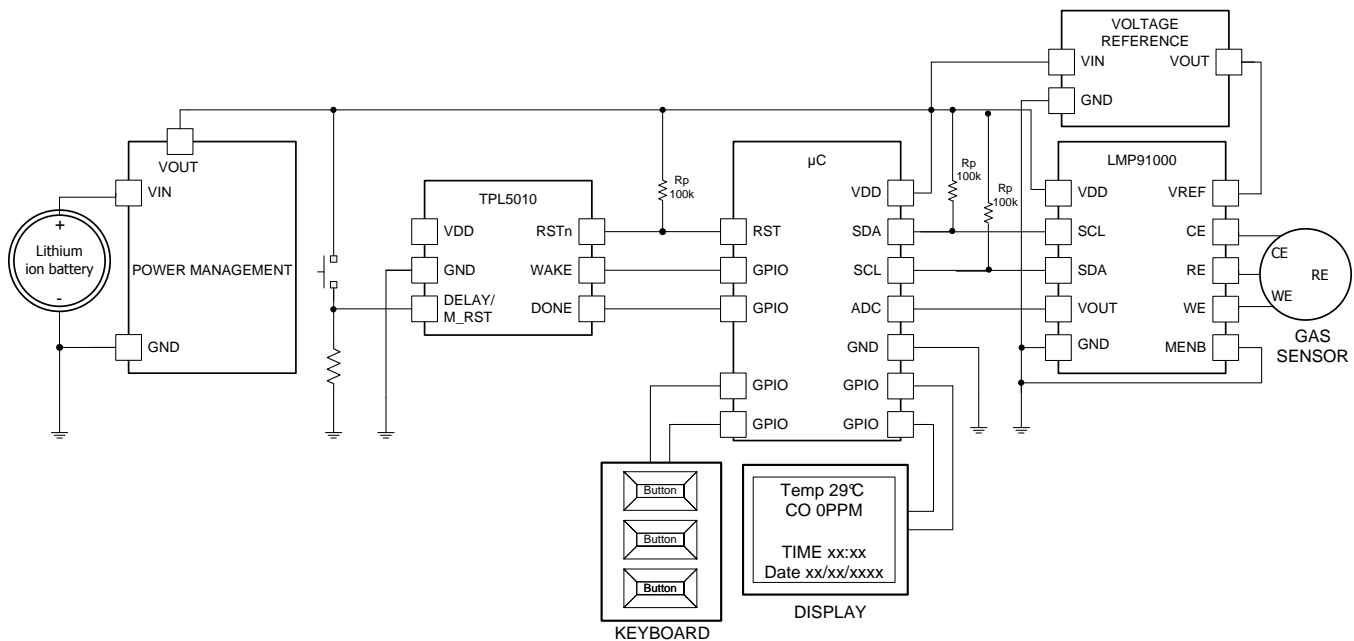 VOLTAGE
REFERENCE
VIN
VOUT
GND
VOUT
VIN
+
Lithium
ion battery
-
POWER MANAGEMENT
GND
TPL5010
VDD
RSTn
GND
WAKE
DELAY/
M_RST
DONE
Rp
100k
µC
VDD
RST
SDA
GPIO
SCL
GPIO
ADC
GND
GPIO
GPIO
GPIO
GPIO
Rp
100k
Rp
100k
LMP91000
VDD
VREF
SCL
CE
SDA
RE
VOUT
WE
GND
MENB
CE
RE
WE
GAS
SENSOR
Button
Button
Button
KEYBOARD
Temp 29°C
CO 0PPM
TIME xx:xx
Date xx/xx/xxxx
DISPLAY